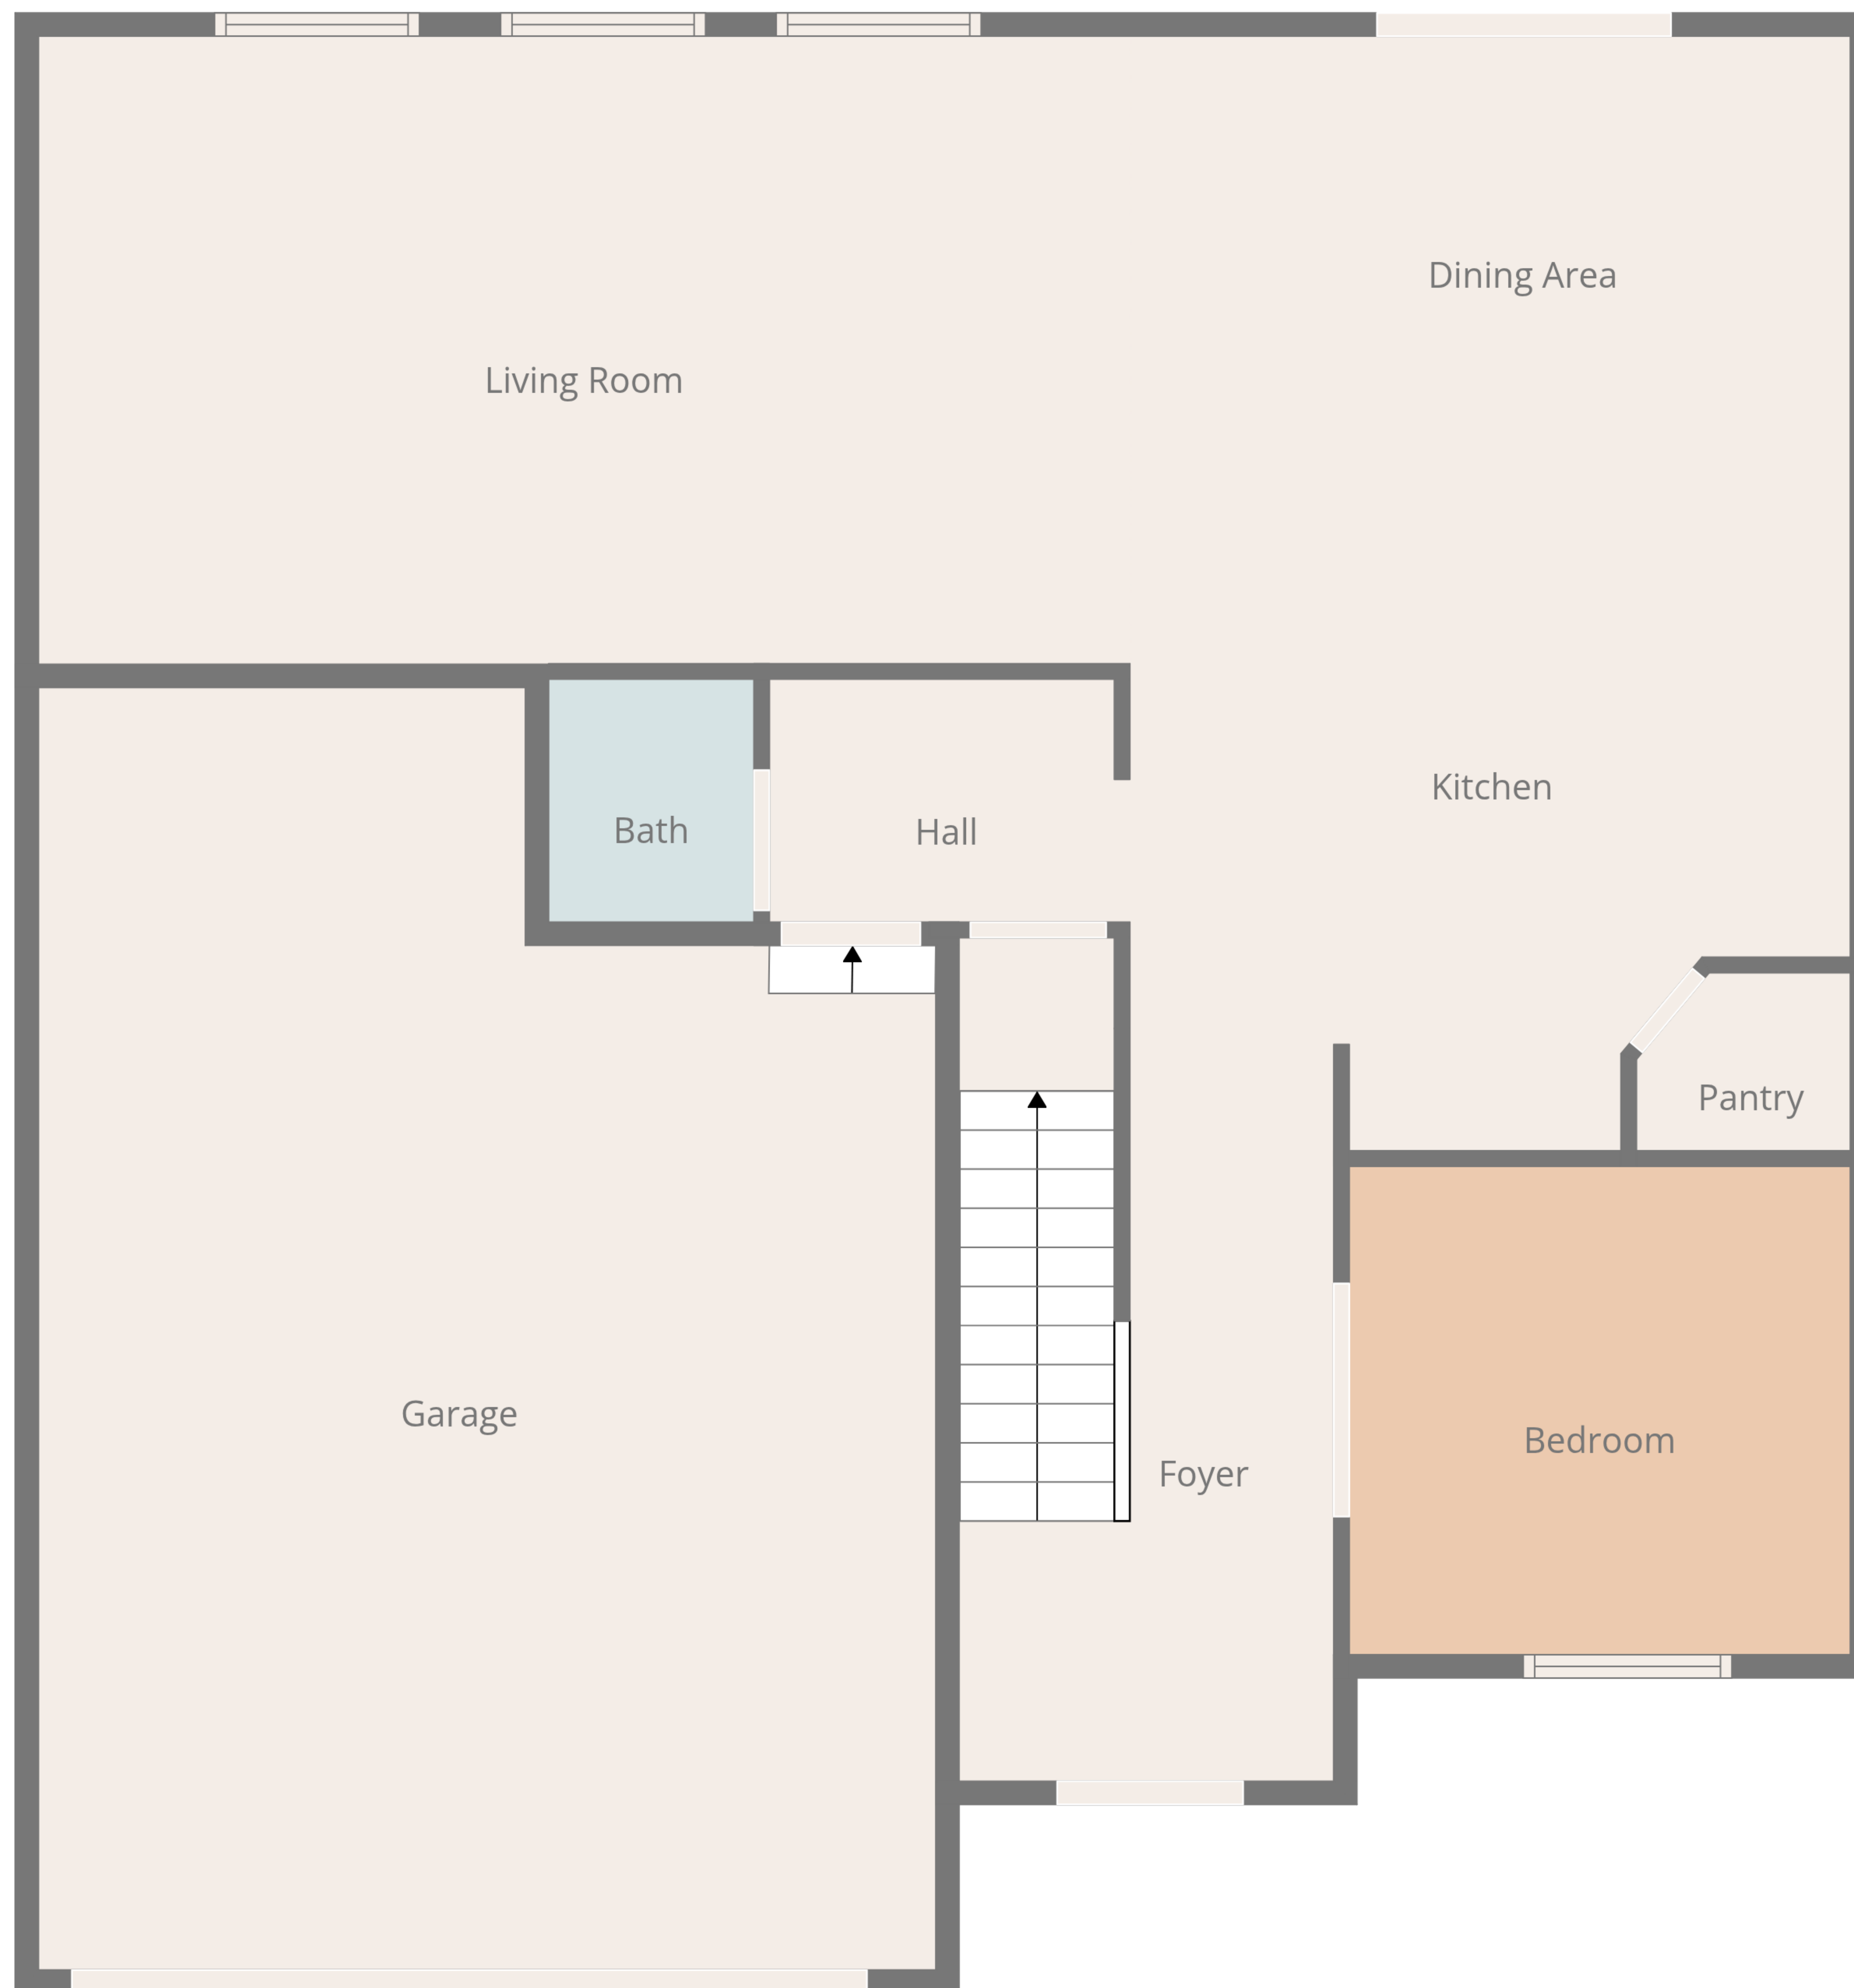 Dining Area
Living Room
Kitchen
Bath
Hall
Pantry
Garage
Bedroom
Foyer